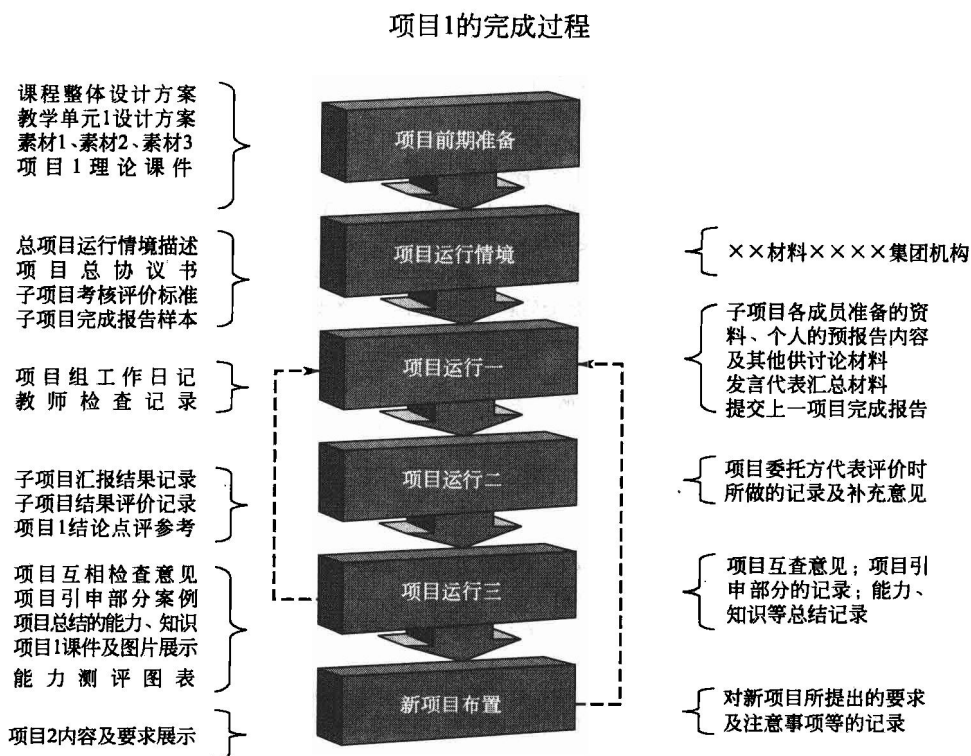 项目1的完成过程
课程整体设计方案
教学单元1设计方案
素材1、素材2、素材3
项目1理论课件
项目前期准备
总项目运行情境描述
项目总协议书
子项目考核评价标准
子项目完成报告样本
项目运行情境
××材料××××集团机构
项目组工作日记
教师检查记录
项目运行一
子项目各成员准备的资
料、个人的预报告内容
及其他供讨论材料
发言代表汇总材料
提交上一项目完成报告
子项目汇报结果记录
子项目结果评价记录
项目1结论点评参考
项目运行二
项目委托方代表评价时
所做的记录及补充意见
项目互相检查意见
项目引申部分案例
项目总结的能力、知识
项目1课件及图片展示
能力测评图表
项目运行三
项目互查意见；项目引
申部分的记录；能力、
知识等总结记录
项目2内容及要求展示
新项目布置
对新项目所提出的要求
及注意事项等的记录